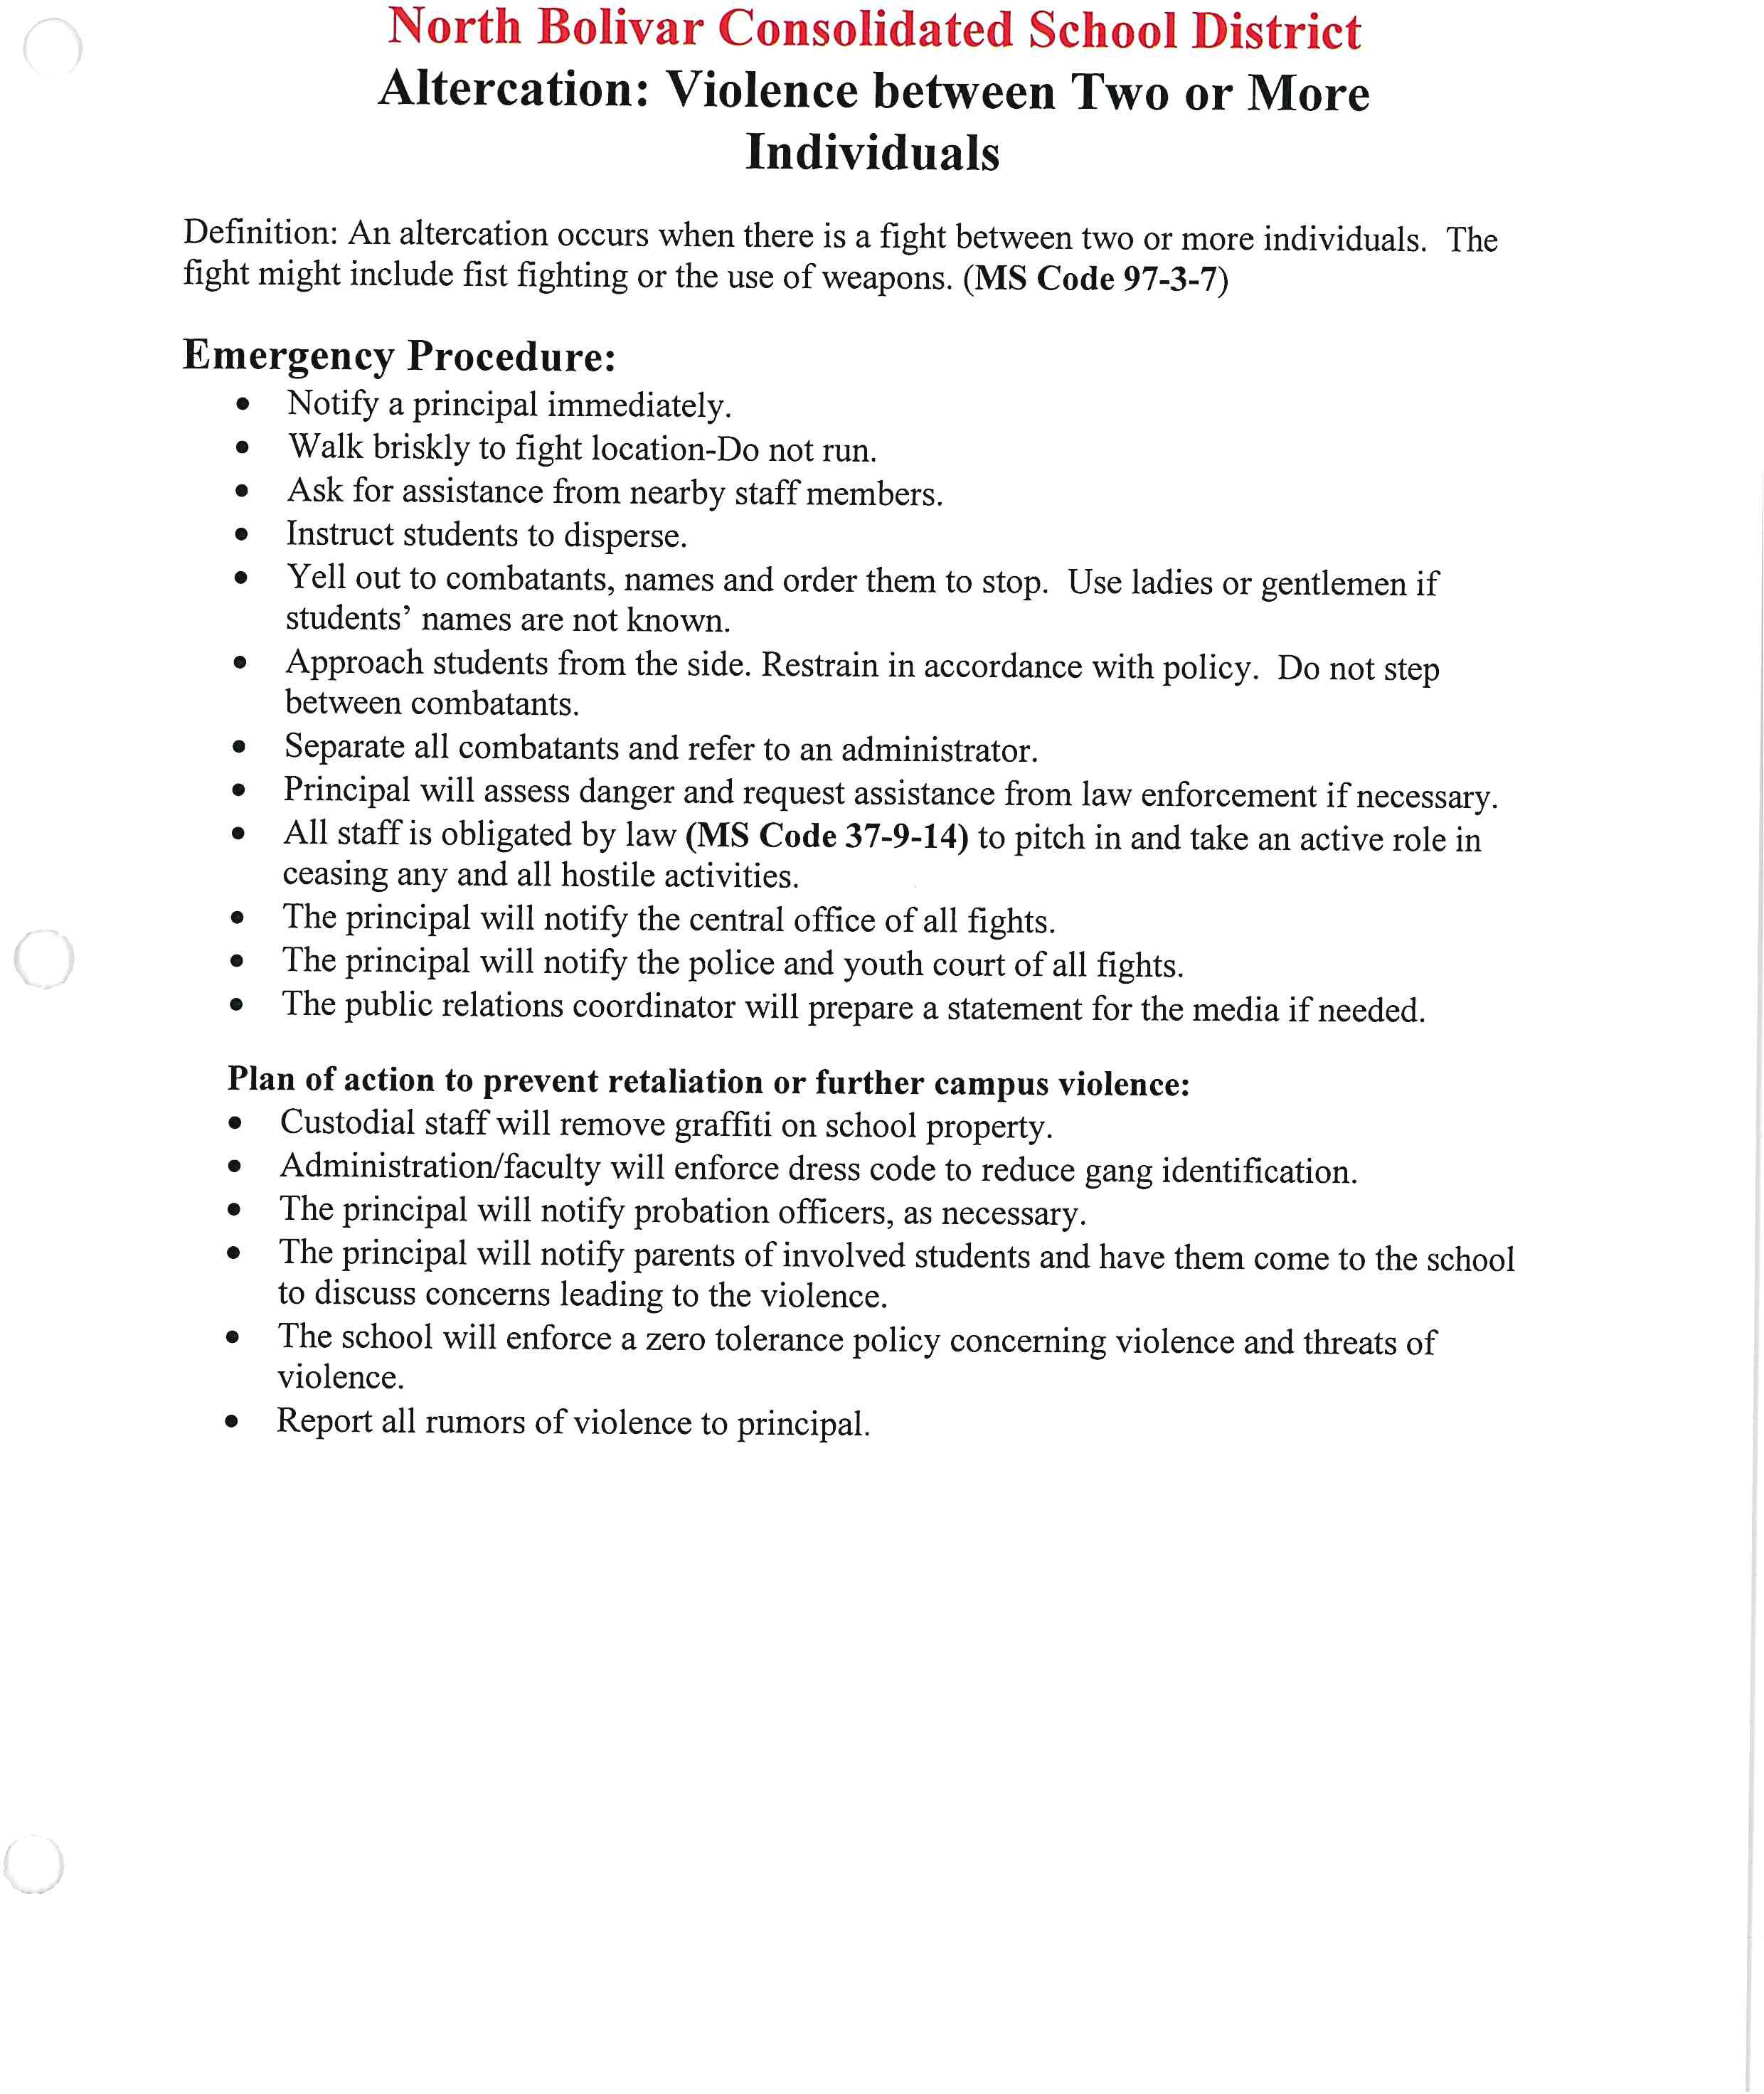 North Bolivar Consolidated School District
Altercation: Violence between Two or More
Individuals
Definition: An altercation occurs when there is a fight between two or more individuals.  The
fight might include fist fighting or the use of weapons. (MS Code 97-3-7)
Emergency Procedure:
• Notify a principal immediately.
• Walk briskly to fight location-Do not run.
• Ask for assistance from nearby staff members.
• Instruct students to disperse.
• Yell out to combatants, names and order them to stop.  Use ladies or gentlemen if
students’ names are not known.
• Approach students from the side. Restrain in accordance with policy.  Do not step
between combatants.
• Separate all combatants and refer to an administrator.
• Principal will assess danger and request assistance from law enforcement if necessary.
• All staff is obligated by law (MS Code 37-9-14) to pitch in and take an active role in
ceasing any and all hostile activities.
• The principal will notify the central office of all fights.
• The principal will notify the police and youth court of all fights.
• The public relations coordinator will prepare a statement for the media if needed.
Plan of action to prevent retaliation or further campus violence:
• Custodial staff will remove graffiti on school property.
• Administration/faculty will enforce dress code to reduce gang identification.
• The principal will notify probation officers, as necessary.
• The principal will notify parents of involved students and have them come to the school
to discuss concerns leading to the violence.
• The school will enforce a zero tolerance policy concerning violence and threats of
violence.
• Report all rumors of violence to principal.